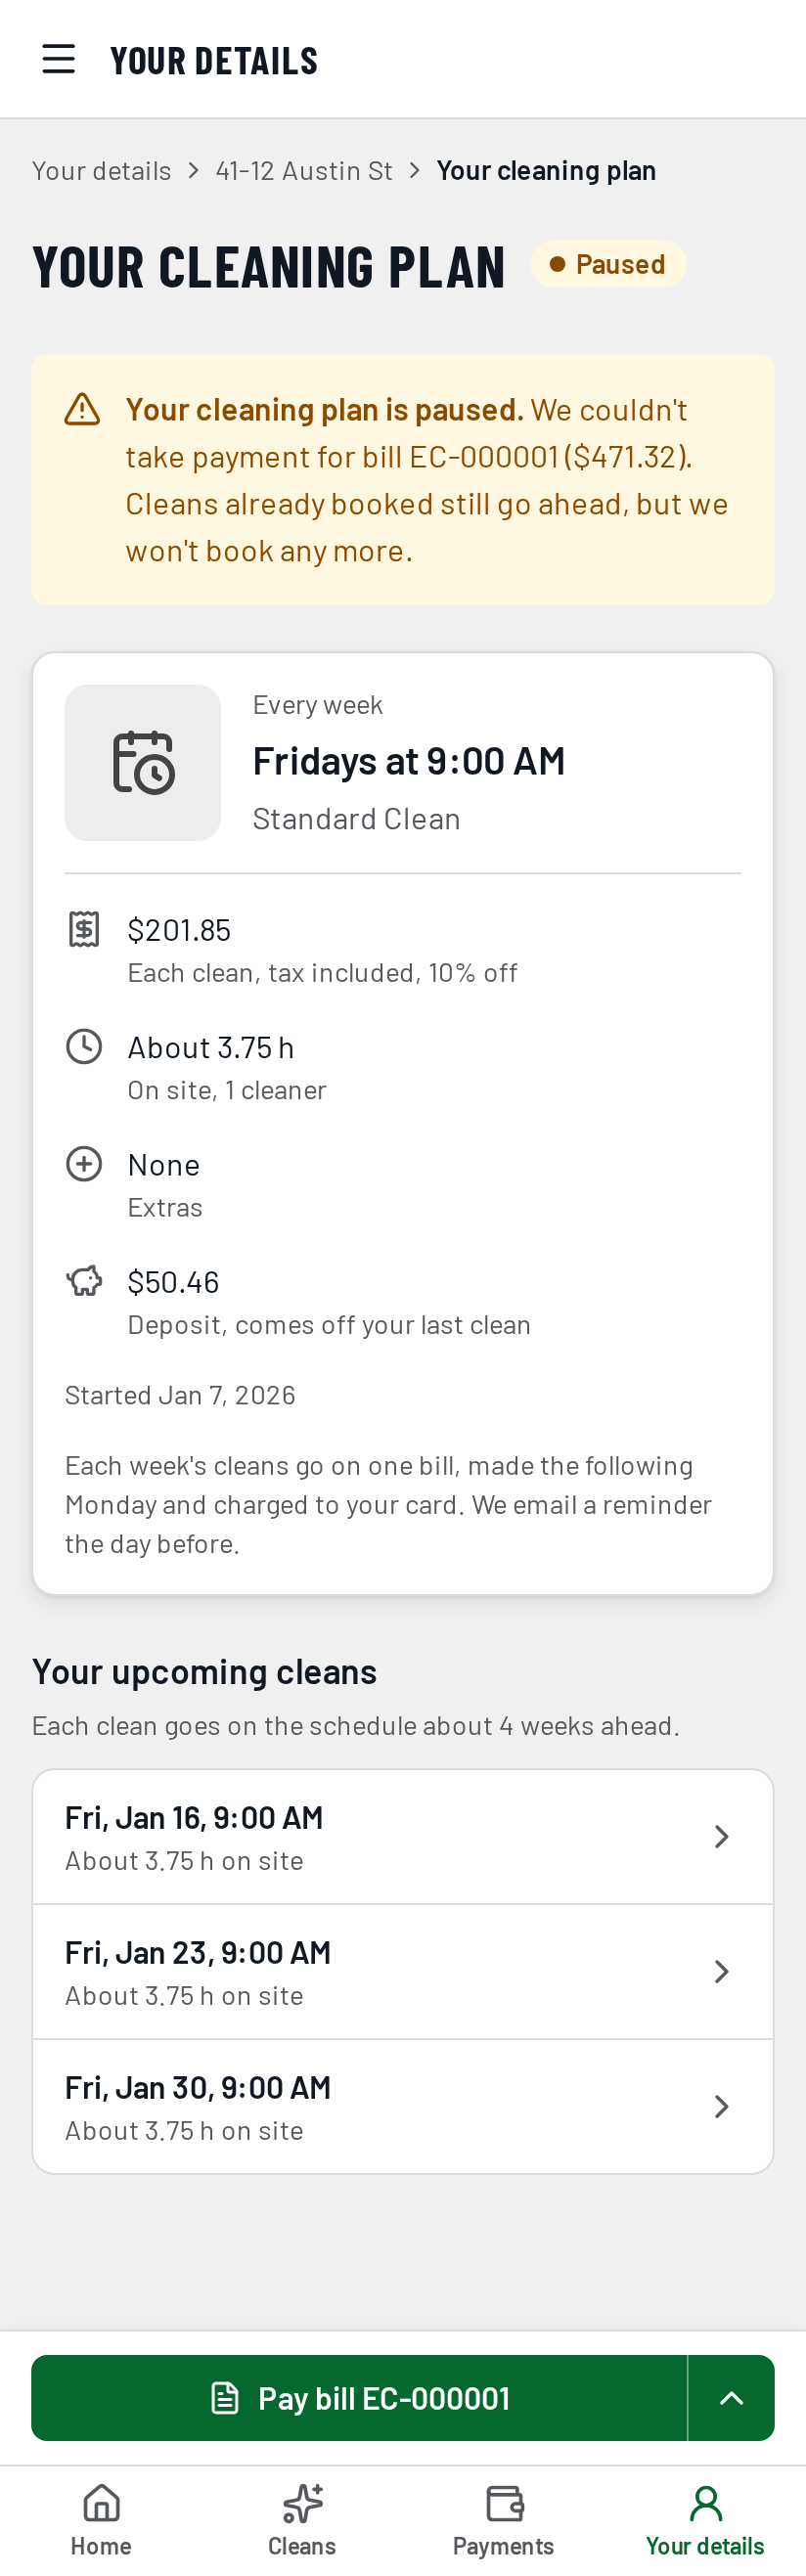 YOUR DETAILS
Your details > 41-12 Austin St > Your cleaning plan
YOUR CLEANING PLAN
Paused
Your cleaning plan is paused. We couldn't
take payment for bill EC-000001 ($471.32).
Cleans already booked still go ahead, but we
won't book any more.
Every week
Fridays at 9:00 AM
Standard Clean
$201.85
Each clean, tax included, 10% off
About 3.75 h
On site, 1 cleaner
None
Extras
$50.46
Deposit, comes off your last clean
Started Jan 7, 2026
Each week's cleans go on one bill, made the following
Monday and charged to your card. We email a reminder
the day before.
Your upcoming cleans
Each clean goes on the schedule about 4 weeks ahead.
Fri, Jan 16, 9:00 AM
About 3.75 h on site
Fri, Jan 23, 9:00 AM
About 3.75 h on site
Fri, Jan 30, 9:00 AM
About 3.75 h on site
Pay bill EC-000001
Home
Cleans
Payments
Your details